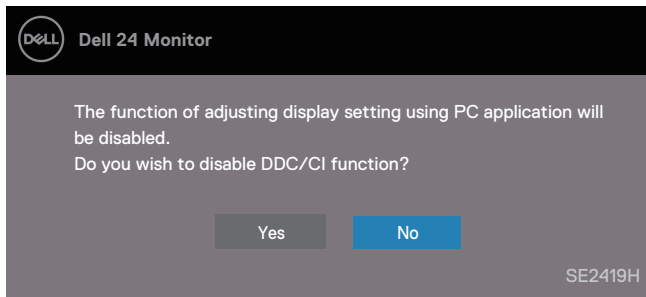 DELL Dell 24 Monitor
The function of adjusting display setting using PC application will
be disabled.
Do you wish to disable DDC/CI function?
Yes No
SE2419H